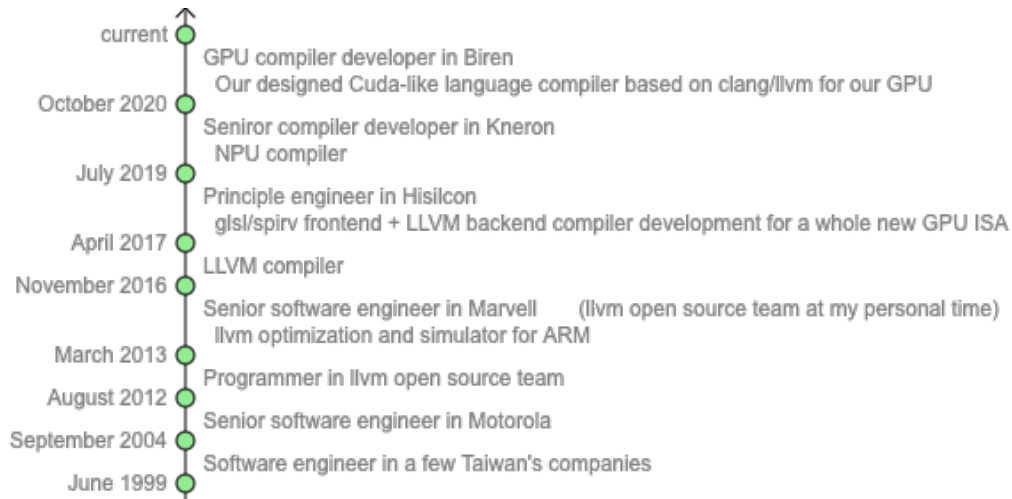 current
GPU compiler developer in Biren
Our designed Cuda-like language compiler based on clang/llvm for our GPU
October 2020
Seniror compiler developer in Kneron
NPU compiler
July 2019
Principle engineer in Hisilcon
glsl/spirv frontend + LLVM backend compiler development for a whole new GPU ISA
April 2017
LLVM compiler
November 2016
Senior software engineer in Marvell (llvm open source team at my personal time)
llvm optimization and simulator for ARM
March 2013
Programmer in llvm open source team
August 2012
Senior software engineer in Motorola
September 2004
Software engineer in a few Taiwan's companies
June 1999